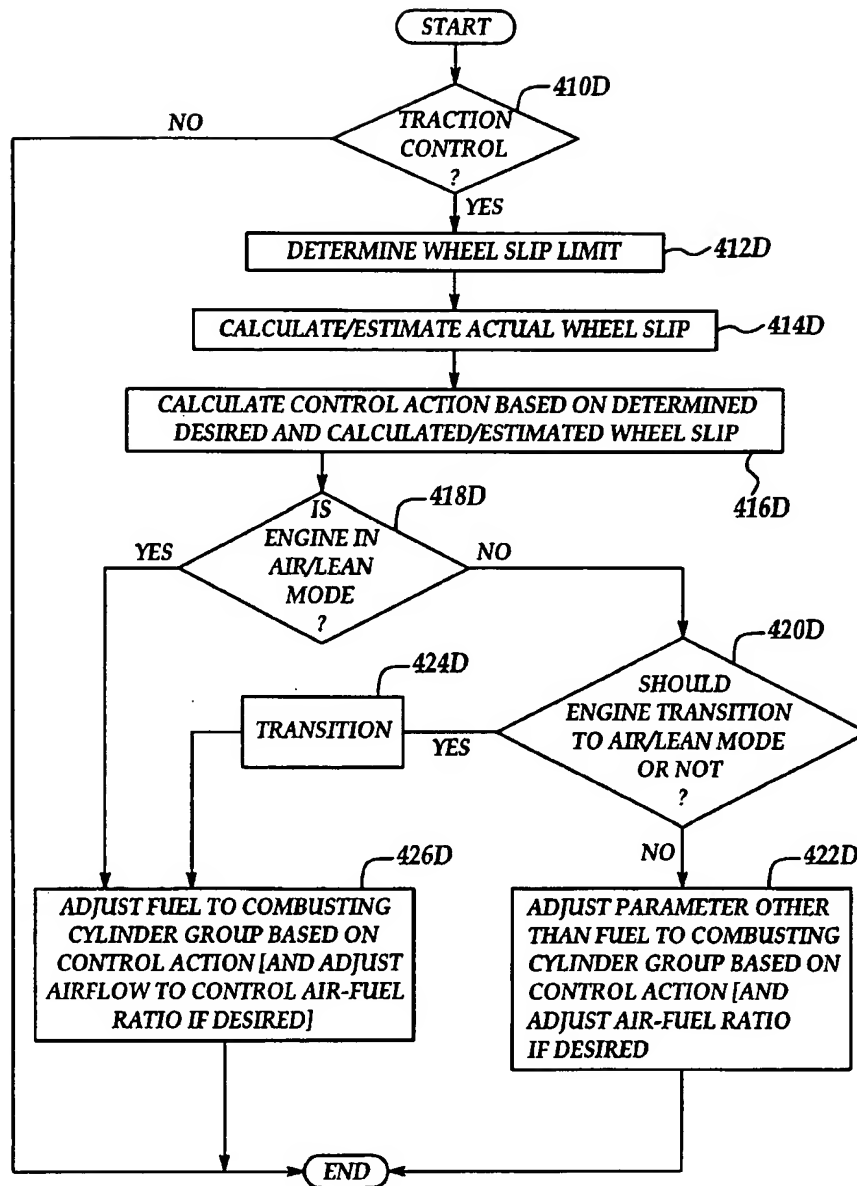 START
410D
TRACTION
CONTROL
?
NO
YES
DETERMINE WHEEL SLIP LIMIT
412D
CALCULATE/ESTIMATE ACTUAL WHEEL SLIP
414D
CALCULATE CONTROL ACTION BASED ON DETERMINED
DESIRED AND CALCULATED/ESTIMATED WHEEL SLIP
416D
418D
IS
ENGINE IN
AIR/LEAN
MODE
?
YES
NO
420D
SHOULD
ENGINE TRANSITION
TO AIR/LEAN MODE
OR NOT
?
424D
TRANSITION
YES
NO
426D
ADJUST FUEL TO COMBUSTING
CYLINDER GROUP BASED ON
CONTROL ACTION [AND ADJUST
AIRFLOW TO CONTROL AIR-FUEL
RATIO IF DESIRED]
422D
ADJUST PARAMETER OTHER
THAN FUEL TO COMBUSTING
CYLINDER GROUP BASED ON
CONTROL ACTION [AND
ADJUST AIR-FUEL RATIO
IF DESIRED
END